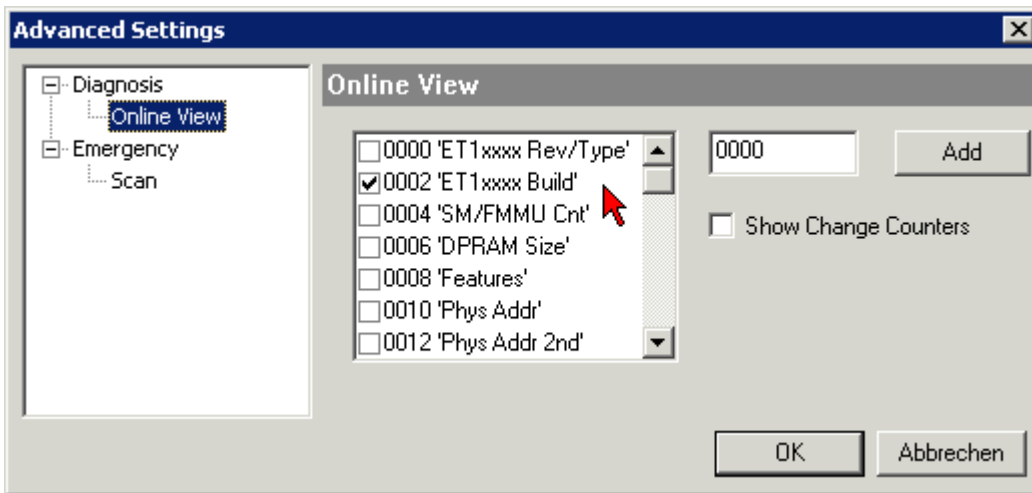 Advanced Settings
Diagnosis
Online View
Emergency
Scan
Online View
0000 'ET1xxxx Rev/Type'
0002 'ET1xxxx Build'
0004 'SM/FMMU Cnt'
0006 'DPRAM Size'
0008 'Features'
0010 'Phys Addr'
0012 'Phys Addr 2nd'
0000
Add
Show Change Counters
OK
Abbrechen